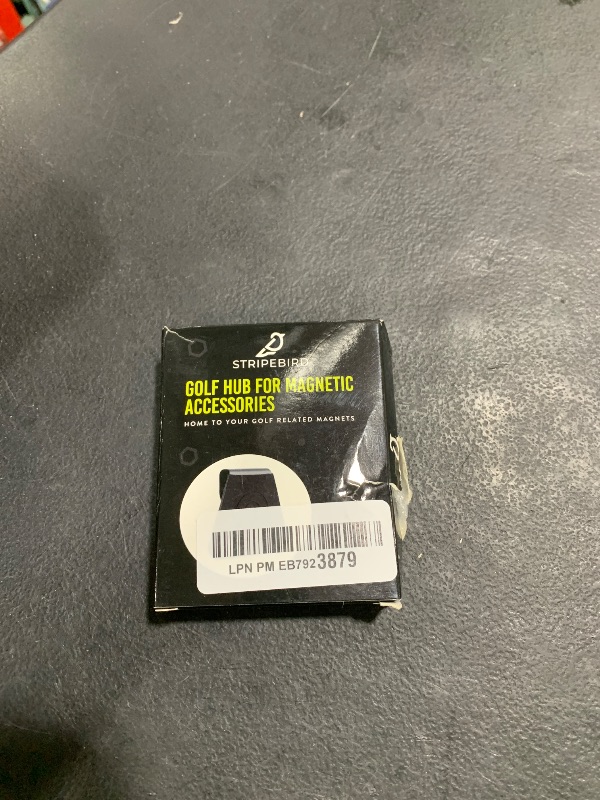 STRIPEBIRD
GOLF HUB FOR MAGNETIC
ACCESSORIES
HOME TO YOUR GOLF RELATED MAGNETS
LPN PM EB7923879